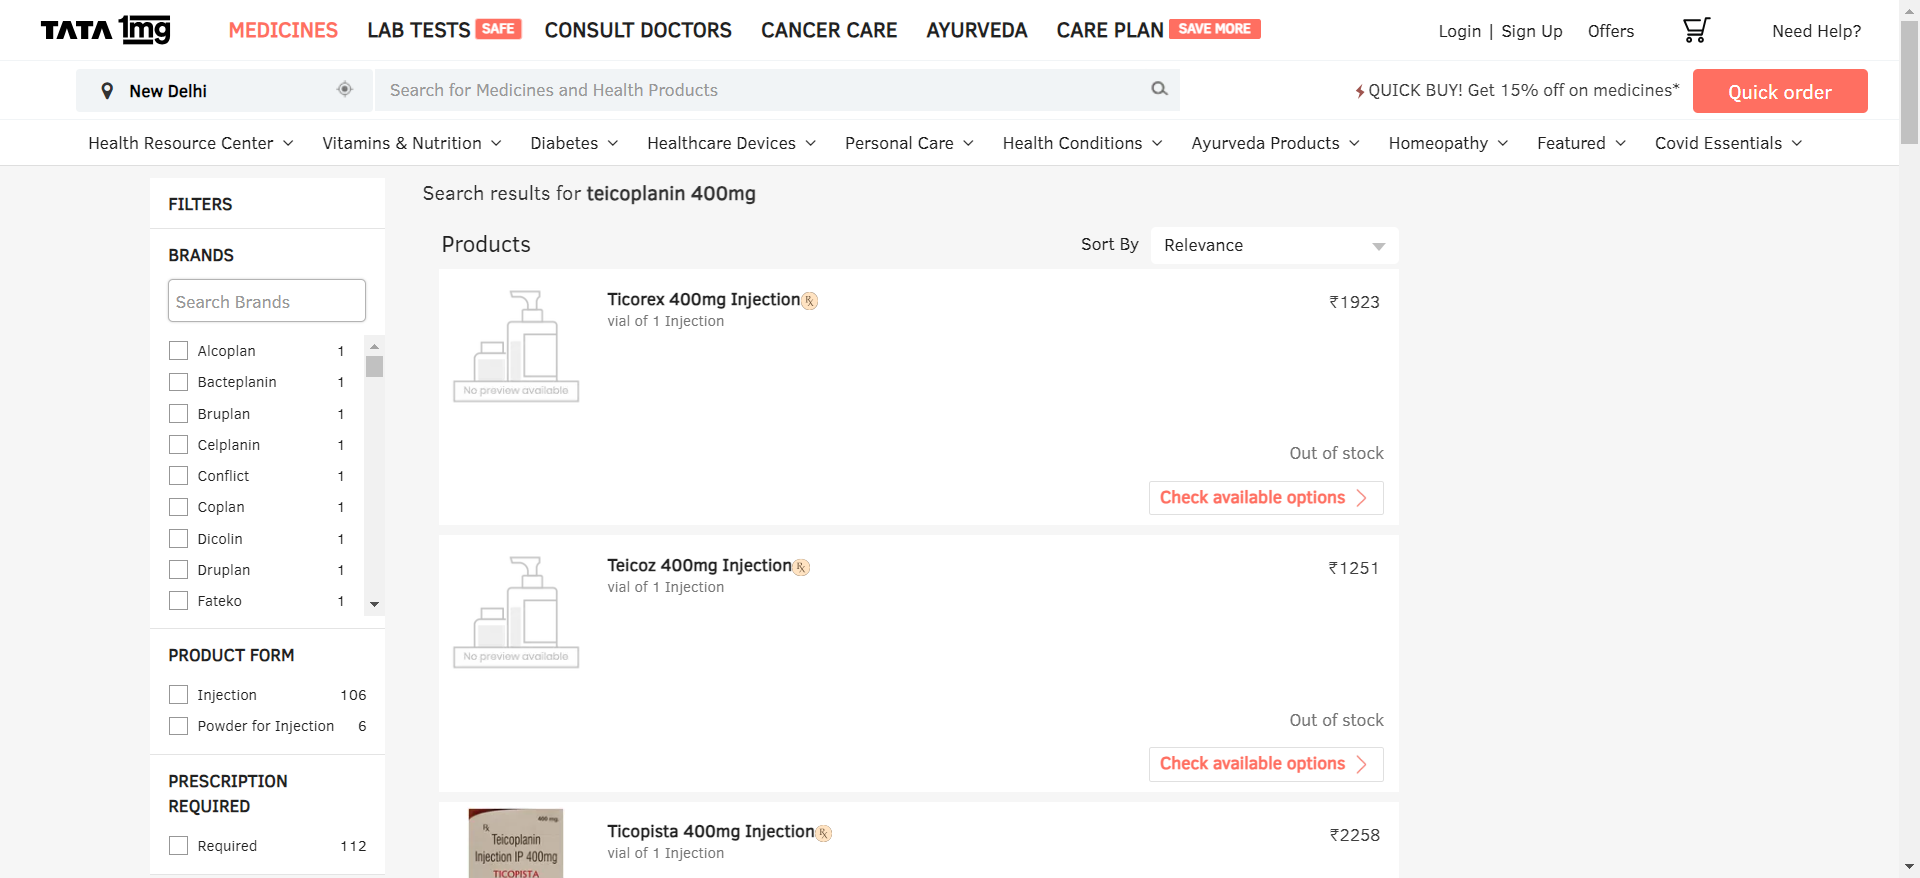 TATA 1mg
MEDICINES LAB TESTS SAFE CONSULT DOCTORS CANCER CARE AYURVEDA CARE PLAN SAVE MORE Login | Sign Up Offers Need Help?
New Delhi Search for Medicines and Health Products QUICK BUY! Get 15% off on medicines* Quick order
Health Resource Center Vitamins & Nutrition Diabetes Healthcare Devices Personal Care Health Conditions Ayurveda Products Homeopathy Featured Covid Essentials
FILTERS
BRANDS
Search Brands
Alcoplan 1
Bacteplanin 1
Bruplan 1
Celplanin 1
Conflict 1
Coplan 1
Dicolin 1
Druplan 1
Fateko 1
PRODUCT FORM
Injection 106
Powder for Injection 6
PRESCRIPTION
REQUIRED
Required 112
Search results for teicoplanin 400mg
Products Sort By Relevance
Ticorex 400mg Injection Rx ₹1923
vial of 1 Injection
No preview available
Out of stock
Check available options
Teicoz 400mg Injection Rx ₹1251
vial of 1 Injection
No preview available
Out of stock
Check available options
Ticopista 400mg Injection Rx ₹2258
vial of 1 Injection
400 mg
Rx
Teicoplanin
Injection IP 400mg
TICOPISTA